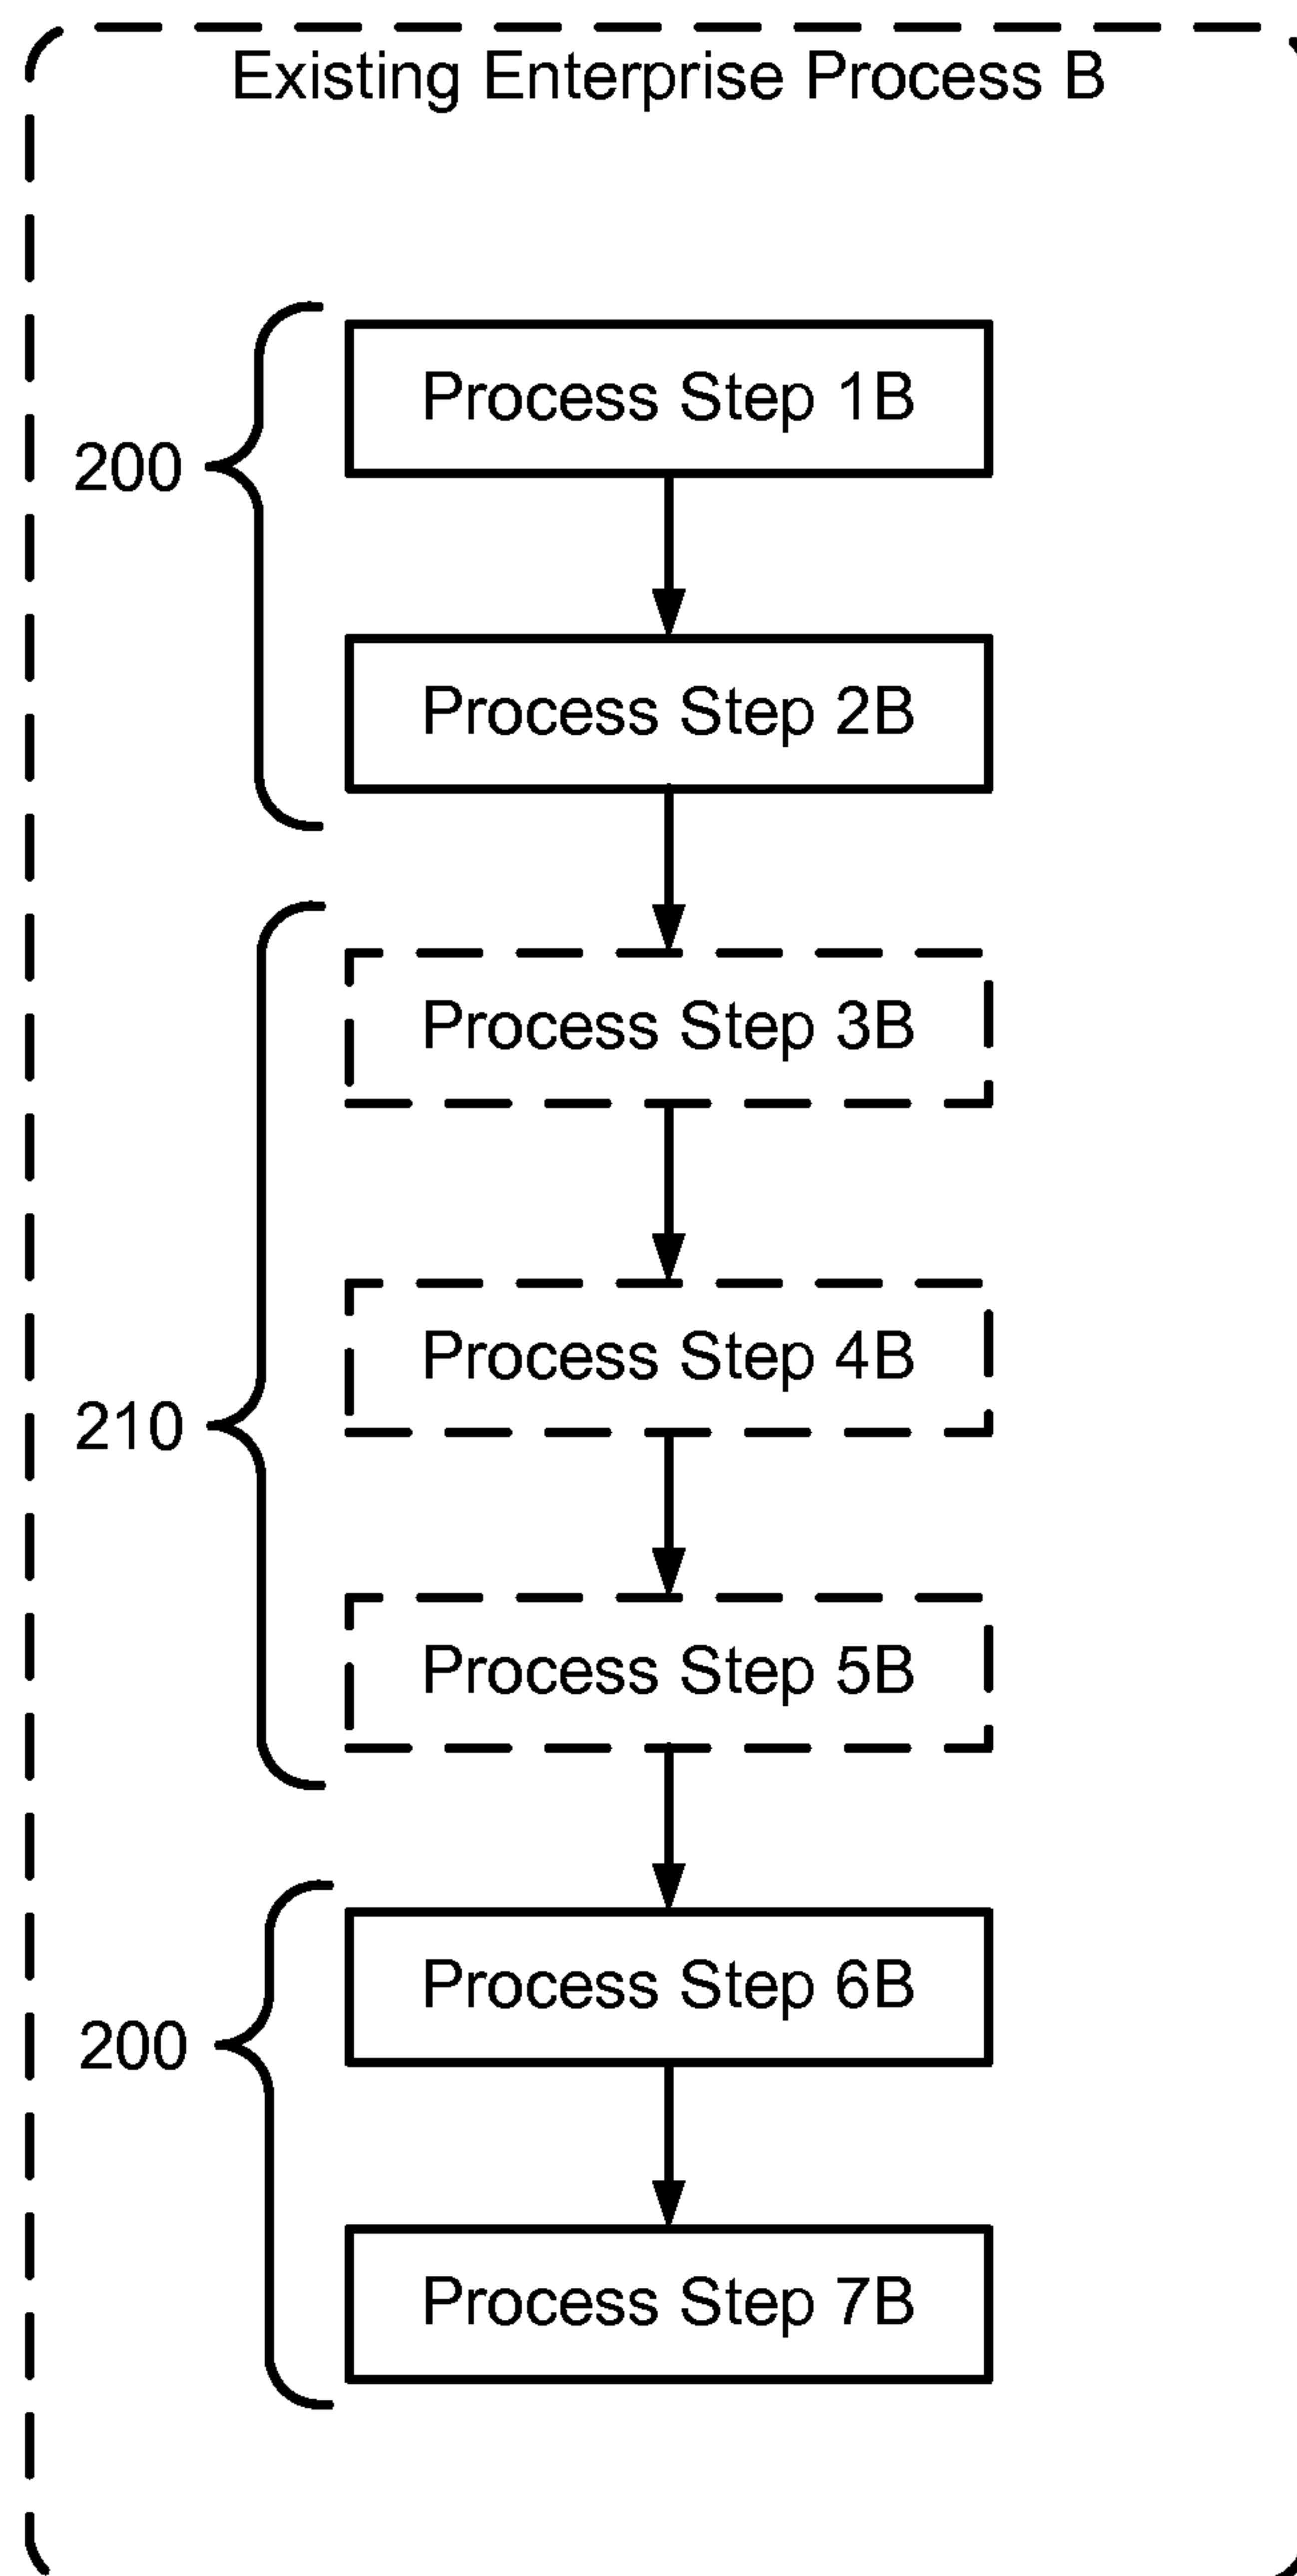 Existing Enterprise Process B
Process Step 1B
200
Process Step 2B
Process Step 3B
Process Step 4B
210
Process Step 5B
Process Step 6B
200
Process Step 7B